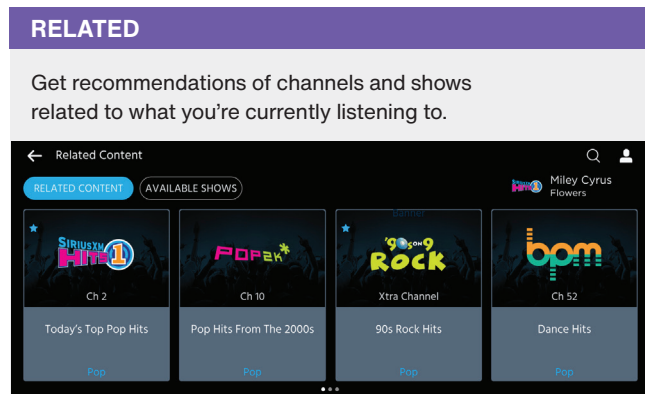 RELATED
Get recommendations of channels and shows
related to what you’re currently listening to.
Related Content
RELATED CONTENT
AVAILABLE SHOWS
HITS 1
Miley Cyrus
Flowers
SIRIUSXM
HITS 1
Ch 2
Today's Top Pop Hits
Pop
POP2K*
Ch 10
Pop Hits From The 2000s
Pop
Banner
'90s ON 9
ROCK
Xtra Channel
90s Rock Hits
Pop
bpm
Ch 52
Dance Hits
Pop